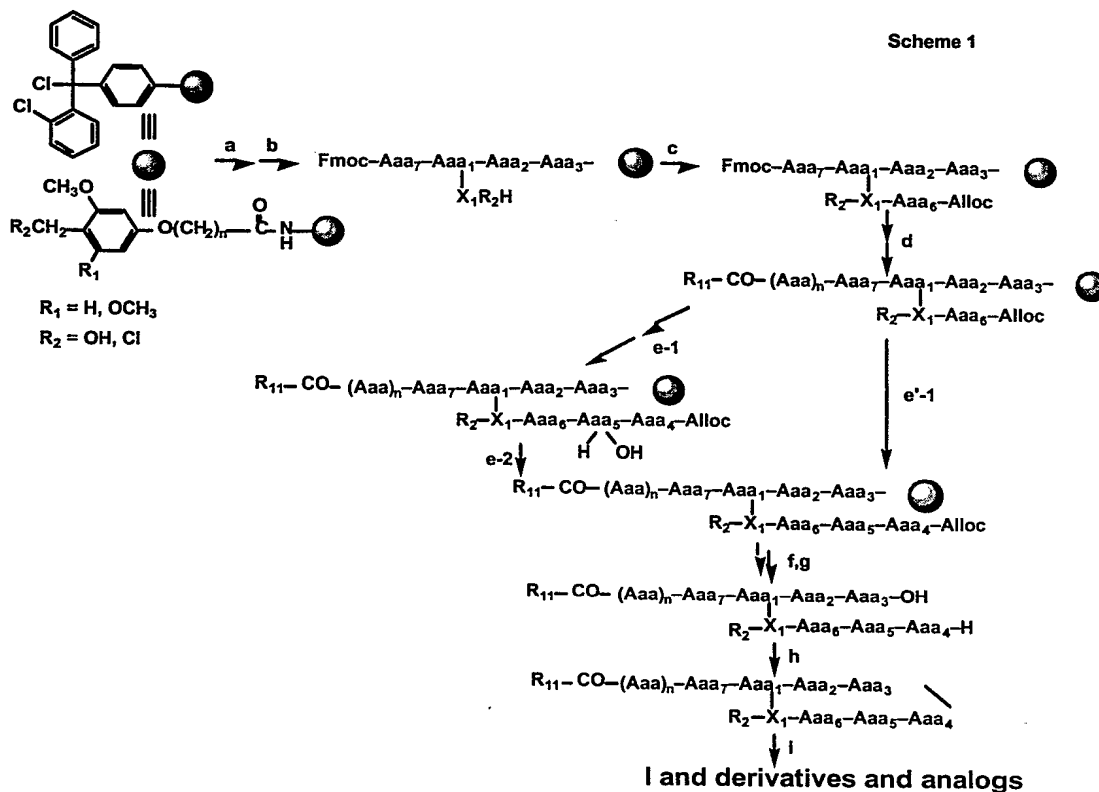 Scheme 1
Cl
Cl
a b
Fmoc–Aaa₇–Aaa₁–Aaa₂–Aaa₃–
X₁R₂H
c
Fmoc–Aaa₇–Aaa₁–Aaa₂–Aaa₃–
R₂–X₁–Aaa₆–Alloc
CH₃O
R₂CH₂
O(CH₂)ₙ
O
C
N
H
R₁
R₁ = H, OCH₃
R₂ = OH, Cl
d
R₁₁–CO–(Aaa)ₙ–Aaa₇–Aaa₁–Aaa₂–Aaa₃–
R₂–X₁–Aaa₆–Alloc
e-1
e'-1
R₁₁–CO–(Aaa)ₙ–Aaa₇–Aaa₁–Aaa₂–Aaa₃–
R₂–X₁–Aaa₆–Aaa₅–Aaa₄–Alloc
H OH
e-2
R₁₁–CO–(Aaa)ₙ–Aaa₇–Aaa₁–Aaa₂–Aaa₃–
R₂–X₁–Aaa₆–Aaa₅–Aaa₄–Alloc
f,g
R₁₁–CO–(Aaa)ₙ–Aaa₇–Aaa₁–Aaa₂–Aaa₃–OH
R₂–X₁–Aaa₆–Aaa₅–Aaa₄–H
h
R₁₁–CO–(Aaa)ₙ–Aaa₇–Aaa₁–Aaa₂–Aaa₃
R₂–X₁–Aaa₆–Aaa₅–Aaa₄
i
I and derivatives and analogs